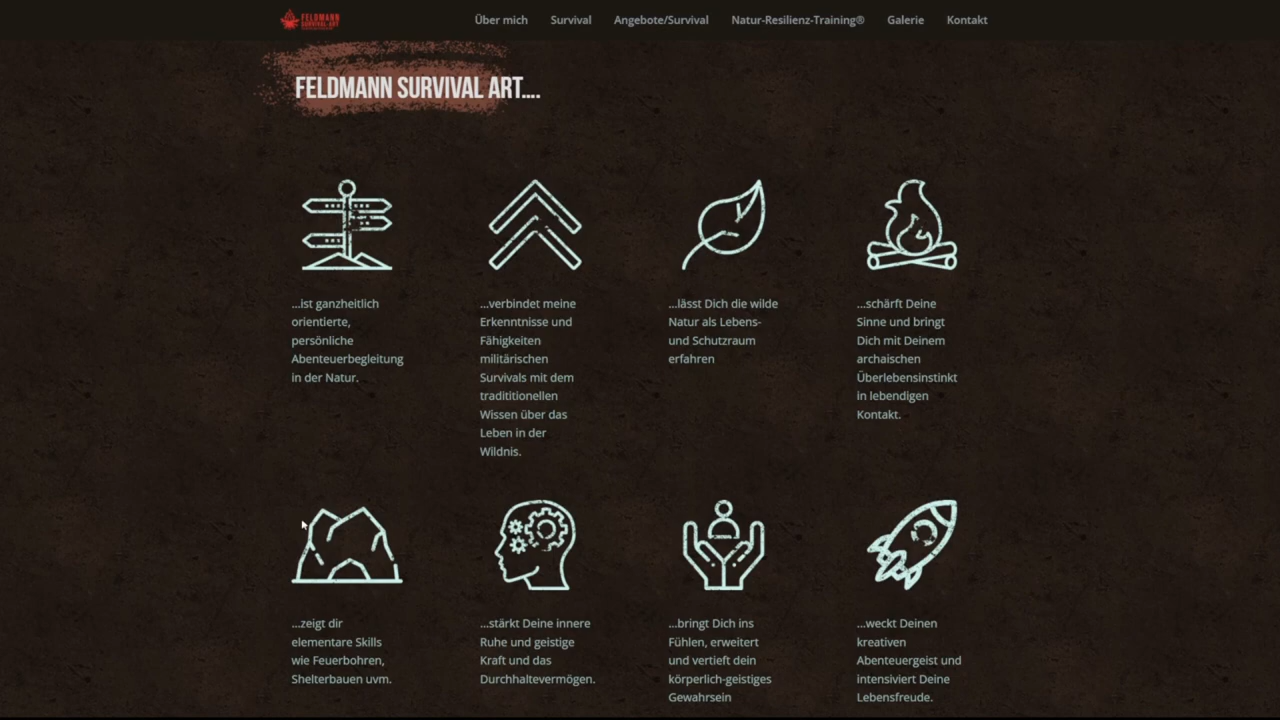 FELDMANN
SURVIVAL-ART
Über mich Survival Angebote/Survival Natur-Resilienz-Training® Galerie Kontakt
FELDMANN SURVIVAL ART....
...ist ganzheitlich
orientierte,
persönliche
Abenteuerbegleitung
in der Natur.
...verbindet meine
Erkenntnisse und
Fähigkeiten
militärischen
Survivals mit dem
tradititionellen
Wissen über das
Leben in der
Wildnis.
...lässt Dich die wilde
Natur als Lebens-
und Schutzraum
erfahren
...schärft Deine
Sinne und bringt
Dich mit Deinem
archaischen
Überlebensinstinkt
in lebendigen
Kontakt.
...zeigt dir
elementare Skills
wie Feuerbohren,
Shelterbauen uvm.
...stärkt Deine innere
Ruhe und geistige
Kraft und das
Durchhaltevermögen.
...bringt Dich ins
Fühlen, erweitert
und vertieft dein
körperlich-geistiges
Gewahrsein
...weckt Deinen
kreativen
Abenteuergeist und
intensiviert Deine
Lebensfreude.